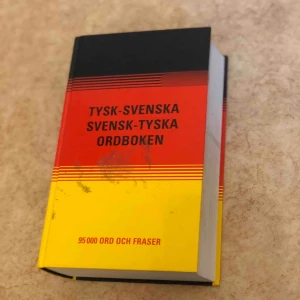 TYSK-SVENSKA
SVENSK-TYSKA
ORDBOKEN
95 000 ORD OCH FRASER